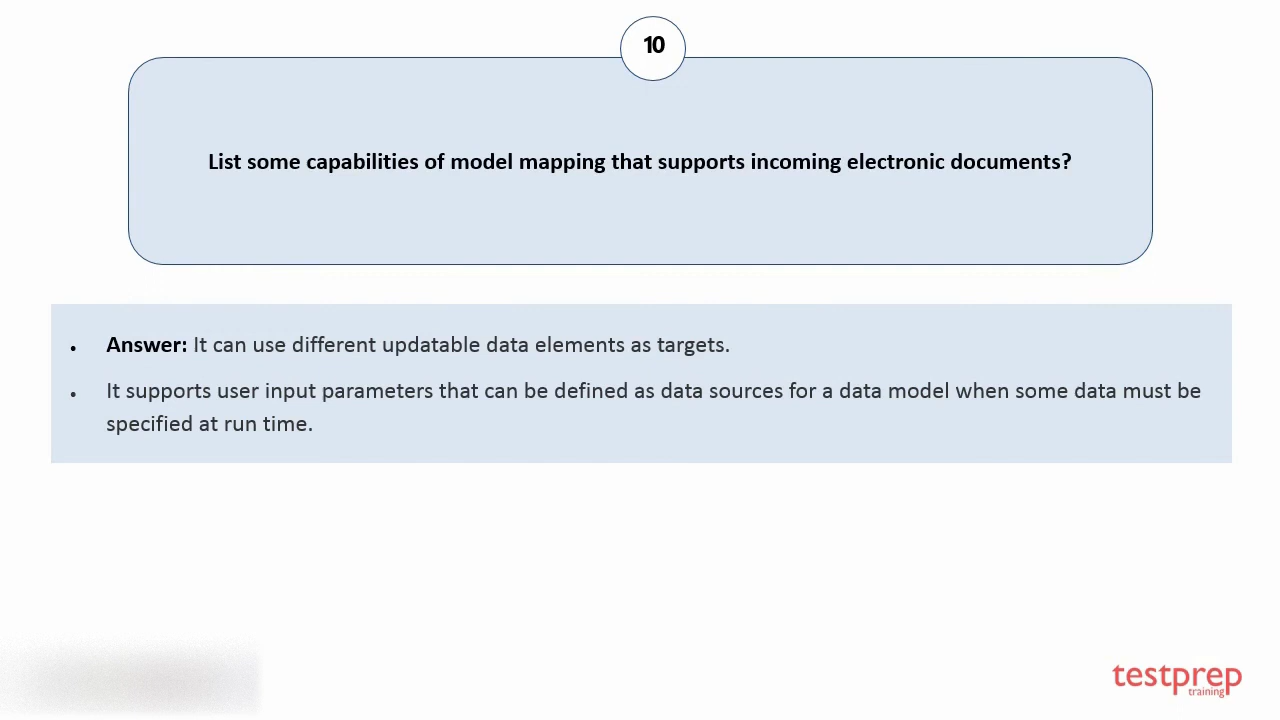 10
List some capabilities of model mapping that supports incoming electronic documents?
• Answer: It can use different updatable data elements as targets.
• It supports user input parameters that can be defined as data sources for a data model when some data must be
specified at run time.
testprep
training